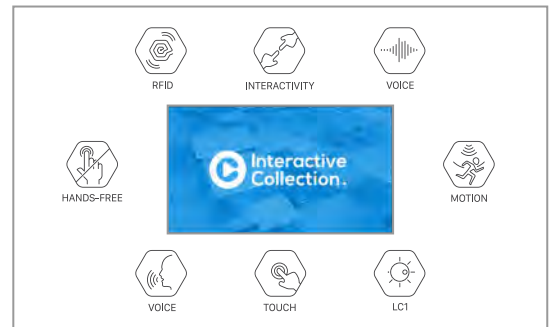 RFID
INTERACTIVITY
VOICE
Interactive
Collection.
HANDS-FREE
MOTION
VOICE
TOUCH
LC1